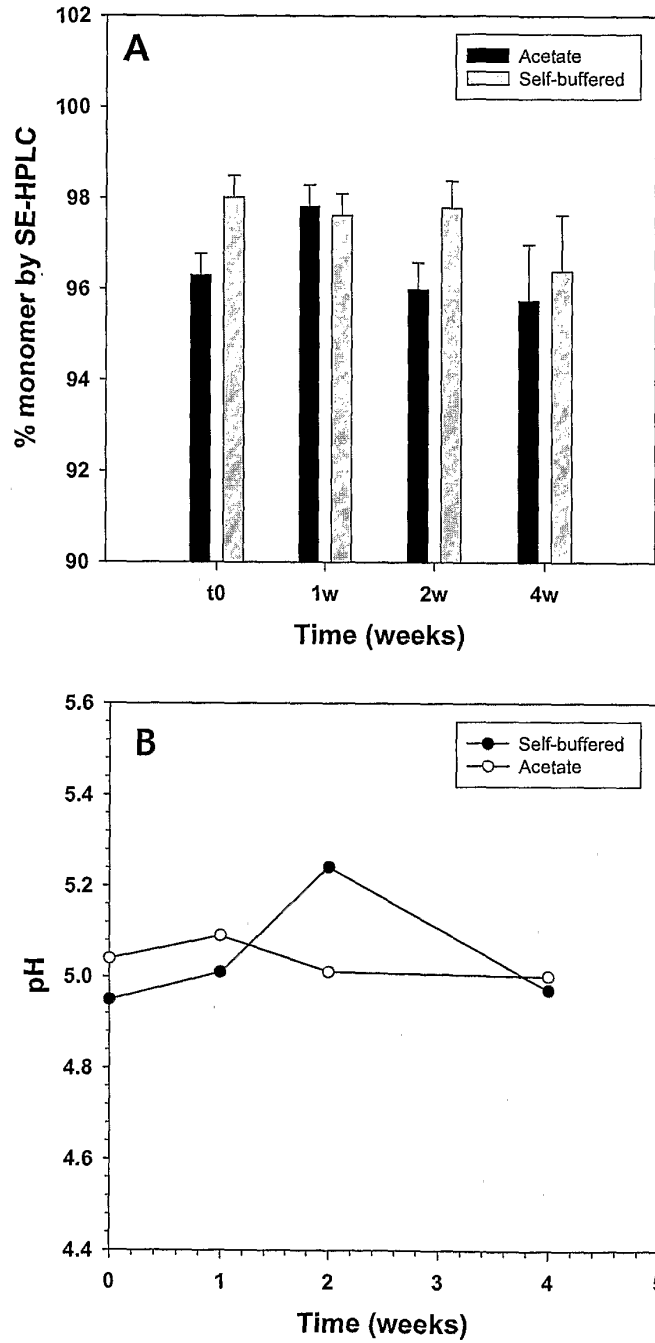 102
100
98
96
94
92
90
% monomer by SE-HPLC
A
Acetate
Self-buffered
t0
1w
2w
4w
Time (weeks)
5.6
5.4
5.2
5.0
4.8
4.6
4.4
pH
B
Self-buffered
Acetate
0
1
2
3
4
5
Time (weeks)